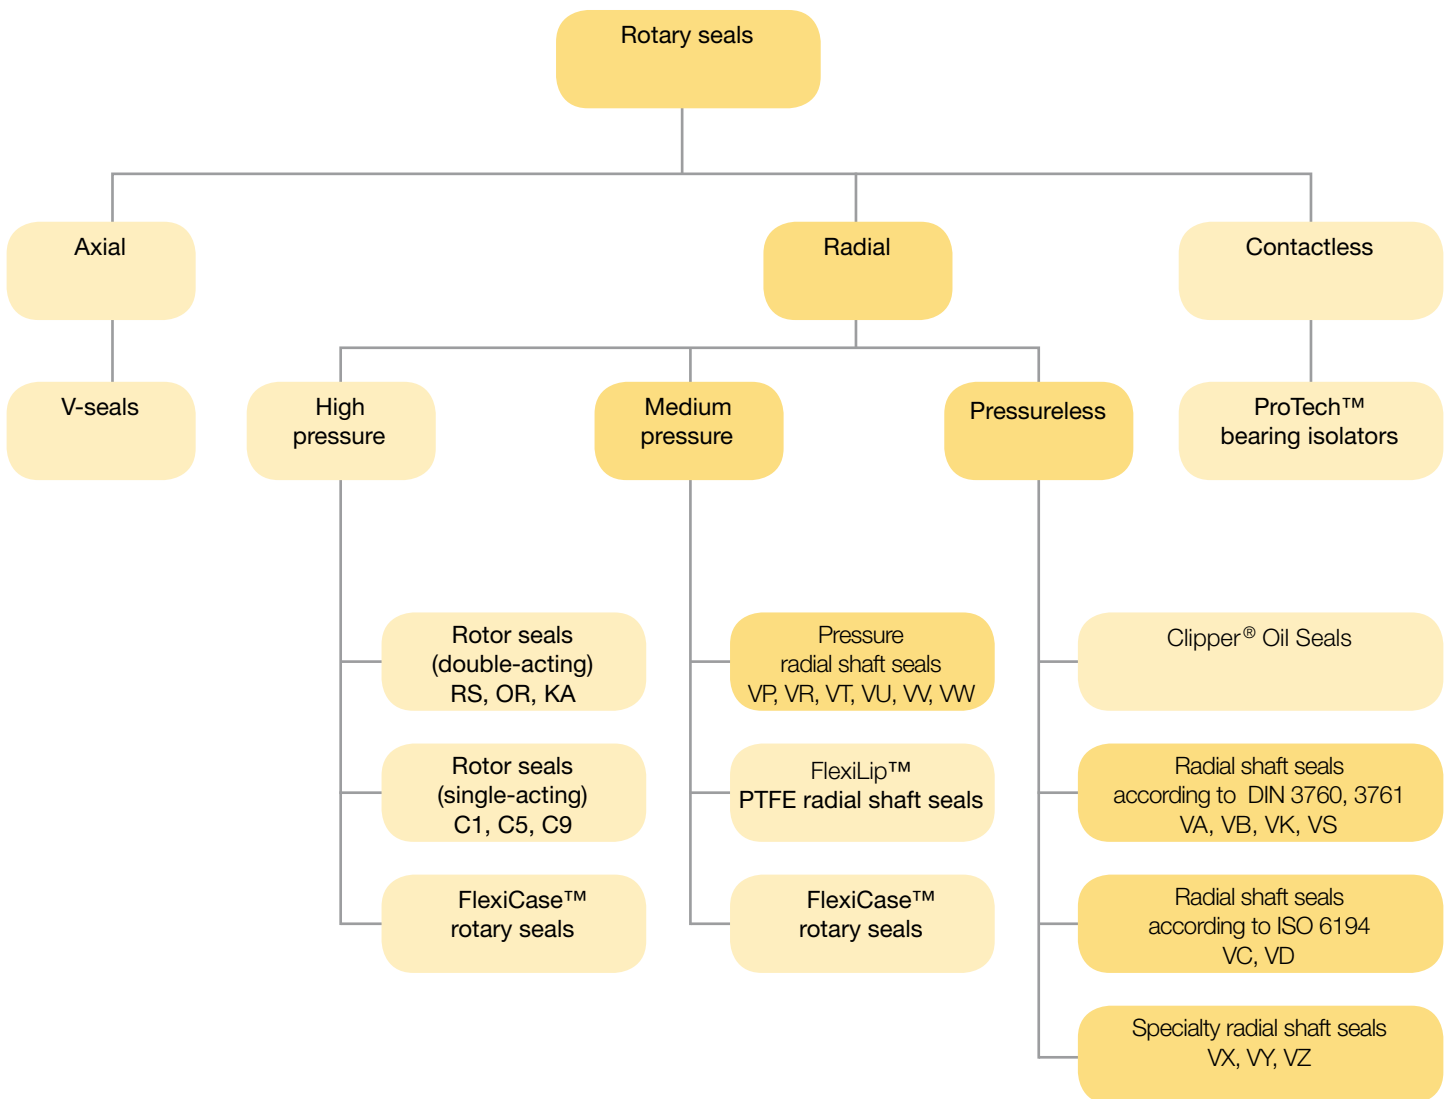 Rotary seals
Axial
Radial
Contactless
V-seals
High
pressure
Medium
pressure
Pressureless
ProTech™
bearing isolators
Rotor seals
(double-acting)
RS, OR, KA
Pressure
radial shaft seals
VP, VR, VT, VU, VV, VW
Clipper® Oil Seals
Rotor seals
(single-acting)
C1, C5, C9
FlexiLip™
PTFE radial shaft seals
Radial shaft seals
according to DIN 3760, 3761
VA, VB, VK, VS
FlexiCase™
rotary seals
FlexiCase™
rotary seals
Radial shaft seals
according to ISO 6194
VC, VD
Specialty radial shaft seals
VX, VY, VZ